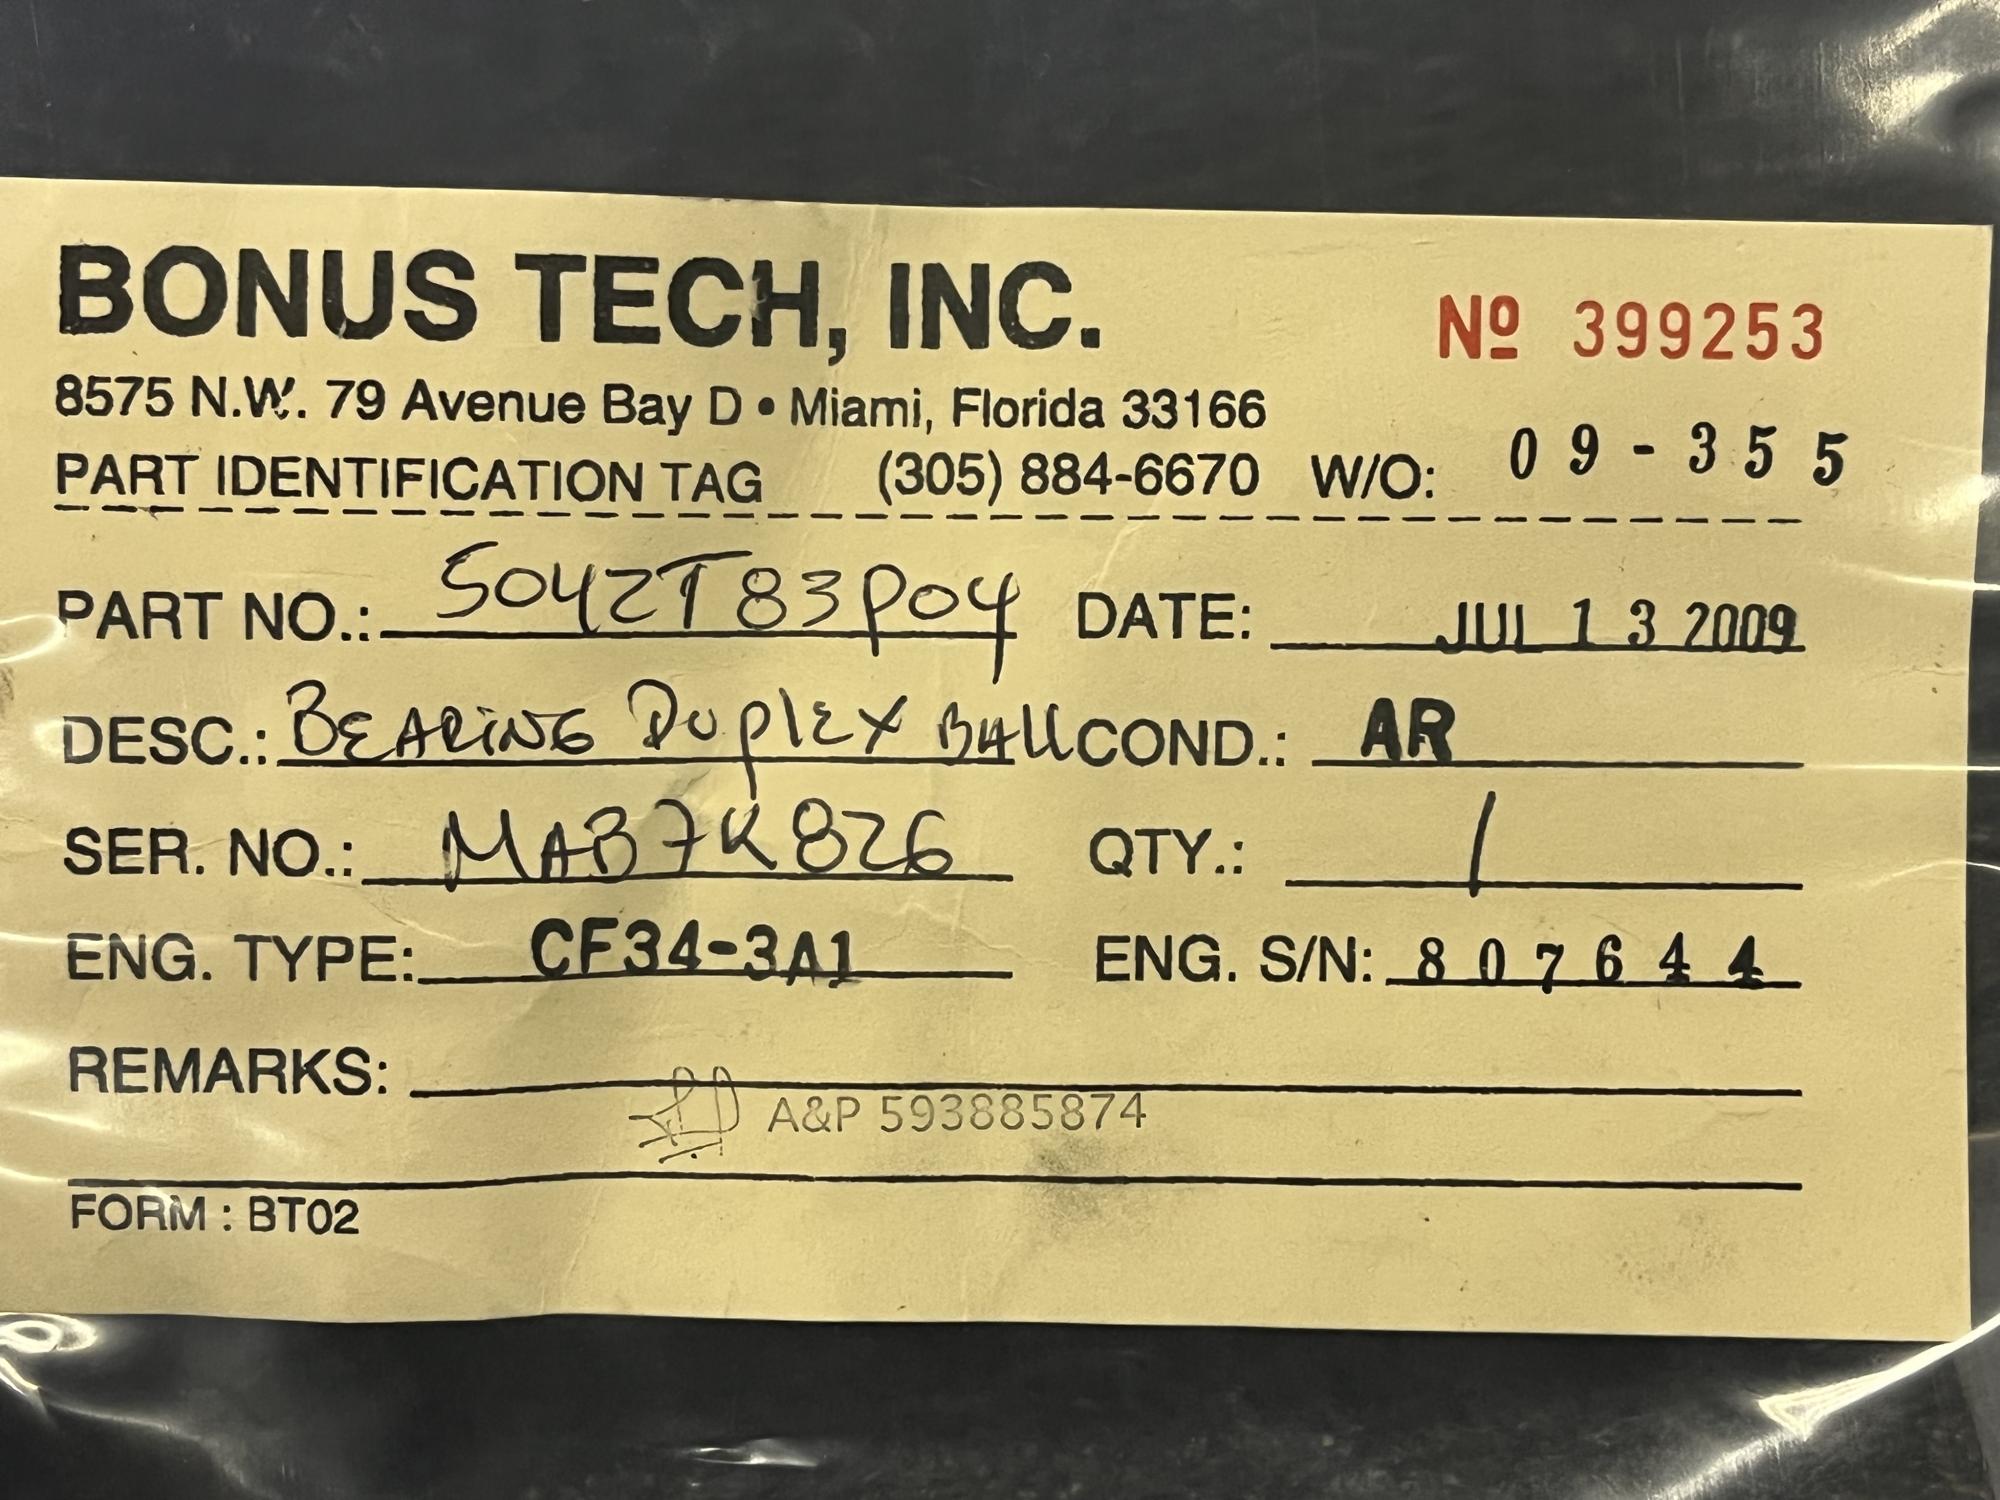 BONUS TECH, INC.
Nº 399253
8575 N.W. 79 Avenue Bay D • Miami, Florida 33166
PART IDENTIFICATION TAG (305) 884-6670 W/O: 09-355
PART NO.: 5042T83P04 DATE: JUL 13 2009
DESC.: BEARING DUPLEX BALL COND.: AR
SER. NO.: MAB7K826 QTY.: 1
ENG. TYPE: CF34-3A1 ENG. S/N: 807644
REMARKS:
A&P 593885874
FORM : BT02